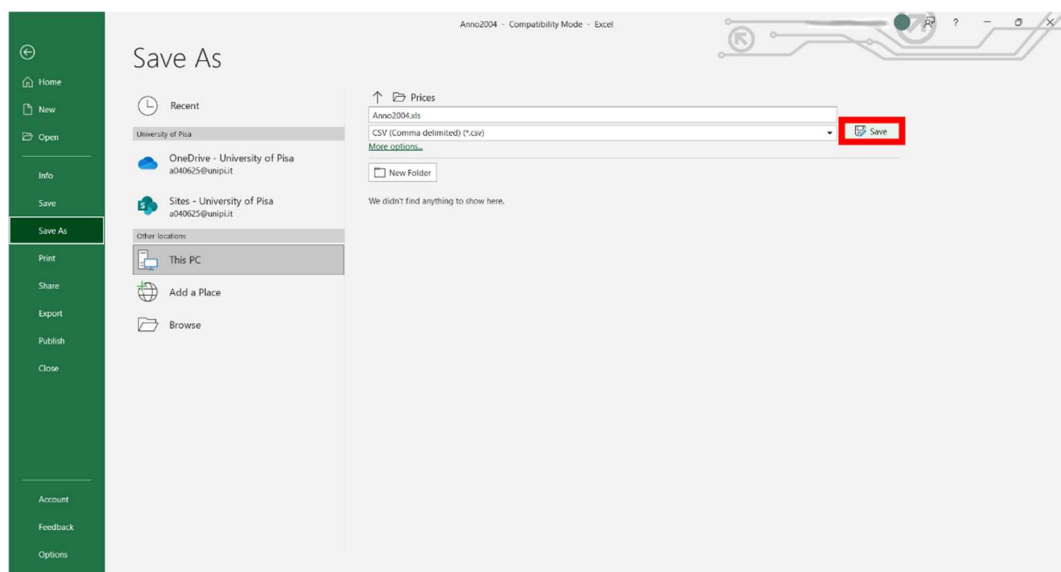 Anno2004 - Compatibility Mode - Excel
?
Home
New
Open
Info
Save
Save As
Print
Share
Export
Publish
Close
Account
Feedback
Options
Save As
Recent
University of Pisa
OneDrive - University of Pisa
a040625@unipi.it
Sites - University of Pisa
a040625@unipi.it
Other locations
This PC
Add a Place
Browse
Prices
Anno2004.xls
CSV (Comma delimited) (*.csv)
Save
More options...
New Folder
We didn't find anything to show here.